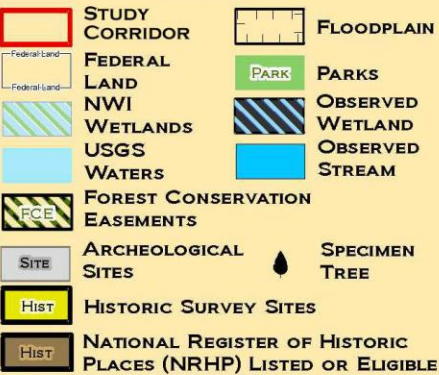 STUDY
CORRIDOR
FLOODPLAIN
Federal Land
Federal Land
FEDERAL
LAND
PARK
PARKS
NWI
WETLANDS
OBSERVED
WETLAND
USGS
WATERS
OBSERVED
STREAM
FCE
FOREST CONSERVATION
EASEMENTS
SITE
ARCHEOLOGICAL
SITES
SPECIMEN
TREE
HIST
HISTORIC SURVEY SITES
HIST
NATIONAL REGISTER OF HISTORIC
PLACES (NRHP) LISTED OR ELIGIBLE